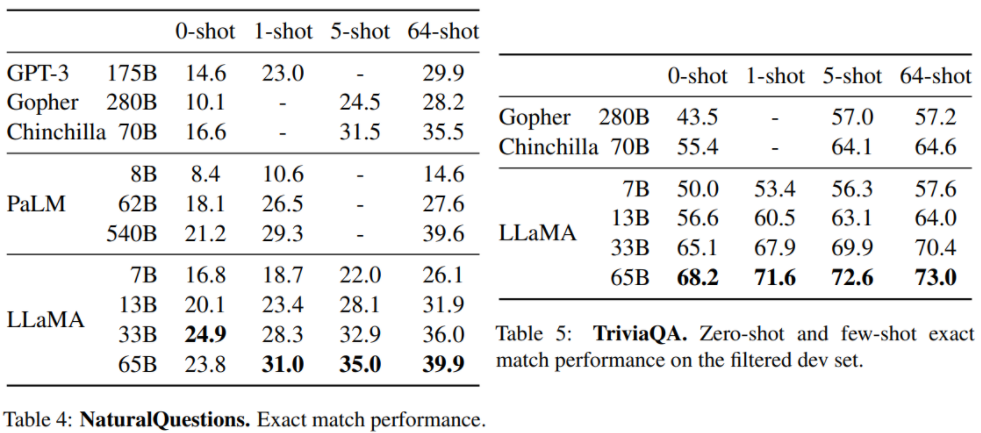 0-shot 1-shot 5-shot 64-shot
GPT-3 175B 14.6 23.0 - 29.9
Gopher 280B 10.1 - 24.5 28.2
Chinchilla 70B 16.6 - 31.5 35.5
8B 8.4 10.6 - 14.6
PaLM 62B 18.1 26.5 - 27.6
540B 21.2 29.3 - 39.6
7B 16.8 18.7 22.0 26.1
13B 20.1 23.4 28.1 31.9
LLaMA
33B 24.9 28.3 32.9 36.0
65B 23.8 31.0 35.0 39.9
Table 4: NaturalQuestions. Exact match performance.
0-shot 1-shot 5-shot 64-shot
Gopher 280B 43.5 - 57.0 57.2
Chinchilla 70B 55.4 - 64.1 64.6
7B 50.0 53.4 56.3 57.6
13B 56.6 60.5 63.1 64.0
LLaMA
33B 65.1 67.9 69.9 70.4
65B 68.2 71.6 72.6 73.0
Table 5: TriviaQA. Zero-shot and few-shot exact
match performance on the filtered dev set.